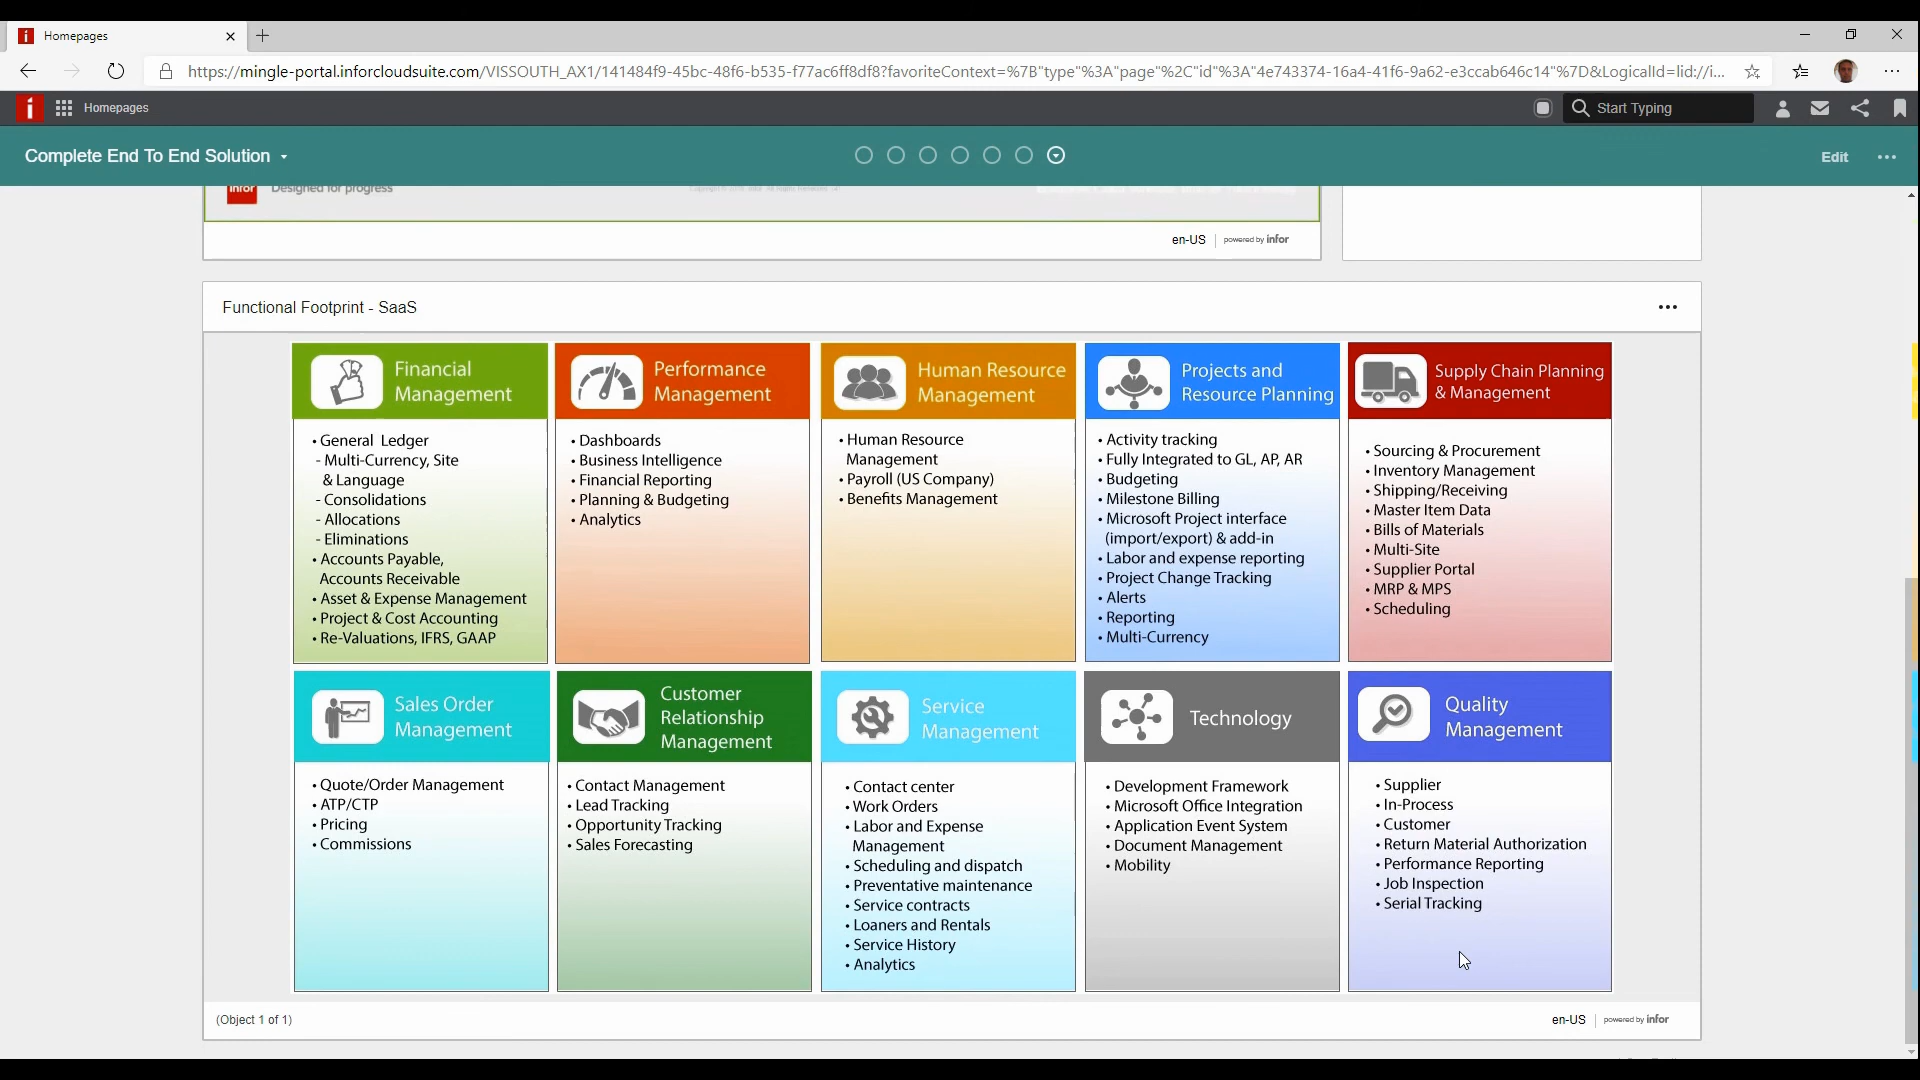 Homepages
https://mingle-portal.inforcloudsuite.com/VISSOUTH_AX1/141484f9-45bc-48f6-b535-f77ac6ff8df8?favoriteContext=%7B"type"%3A"page"%2C"id"%3A"4e743374-16a4-41f6-9a62-e3ccab646c14"%7D&LogicalId=lid://i...
Homepages
Start Typing
Complete End To End Solution
Edit
infor Designed for progress
en-US powered by infor
Functional Footprint - SaaS
Financial
Management
• General Ledger
- Multi-Currency, Site
& Language
- Consolidations
- Allocations
- Eliminations
• Accounts Payable,
Accounts Receivable
• Asset & Expense Management
• Project & Cost Accounting
• Re-Valuations, IFRS, GAAP
Performance
Management
• Dashboards
• Business Intelligence
• Financial Reporting
• Planning & Budgeting
• Analytics
Human Resource
Management
• Human Resource
Management
• Payroll (US Company)
• Benefits Management
Projects and
Resource Planning
• Activity tracking
• Fully Integrated to GL, AP, AR
• Budgeting
• Milestone Billing
• Microsoft Project interface
(import/export) & add-in
• Labor and expense reporting
• Project Change Tracking
• Alerts
• Reporting
• Multi-Currency
Supply Chain Planning
& Management
• Sourcing & Procurement
• Inventory Management
• Shipping/Receiving
• Master Item Data
• Bills of Materials
• Multi-Site
• Supplier Portal
• MRP & MPS
• Scheduling
Sales Order
Management
• Quote/Order Management
• ATP/CTP
• Pricing
• Commissions
Customer
Relationship
Management
• Contact Management
• Lead Tracking
• Opportunity Tracking
• Sales Forecasting
Service
Management
• Contact center
• Work Orders
• Labor and Expense
Management
• Scheduling and dispatch
• Preventative maintenance
• Service contracts
• Loaners and Rentals
• Service History
• Analytics
Technology
• Development Framework
• Microsoft Office Integration
• Application Event System
• Document Management
• Mobility
Quality
Management
• Supplier
• In-Process
• Customer
• Return Material Authorization
• Performance Reporting
• Job Inspection
• Serial Tracking
(Object 1 of 1)
en-US powered by infor